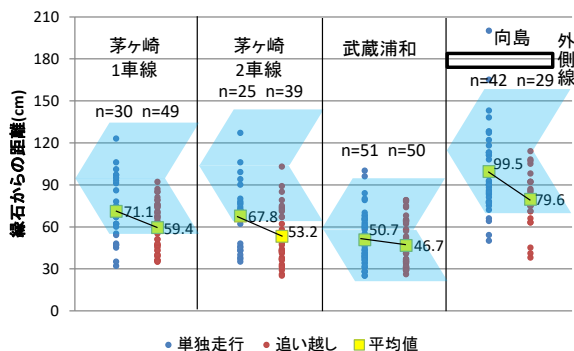 縁石からの距離(cm)
210
180
150
120
90
60
30
0
茅ヶ崎
1車線
n=30 n=49
71.1
59.4
茅ヶ崎
2車線
n=25 n=39
67.8
53.2
武蔵浦和
n=51 n=50
50.7
46.7
向島
外側線
n=42 n=29
99.5
79.6
単独走行 追い越し 平均値